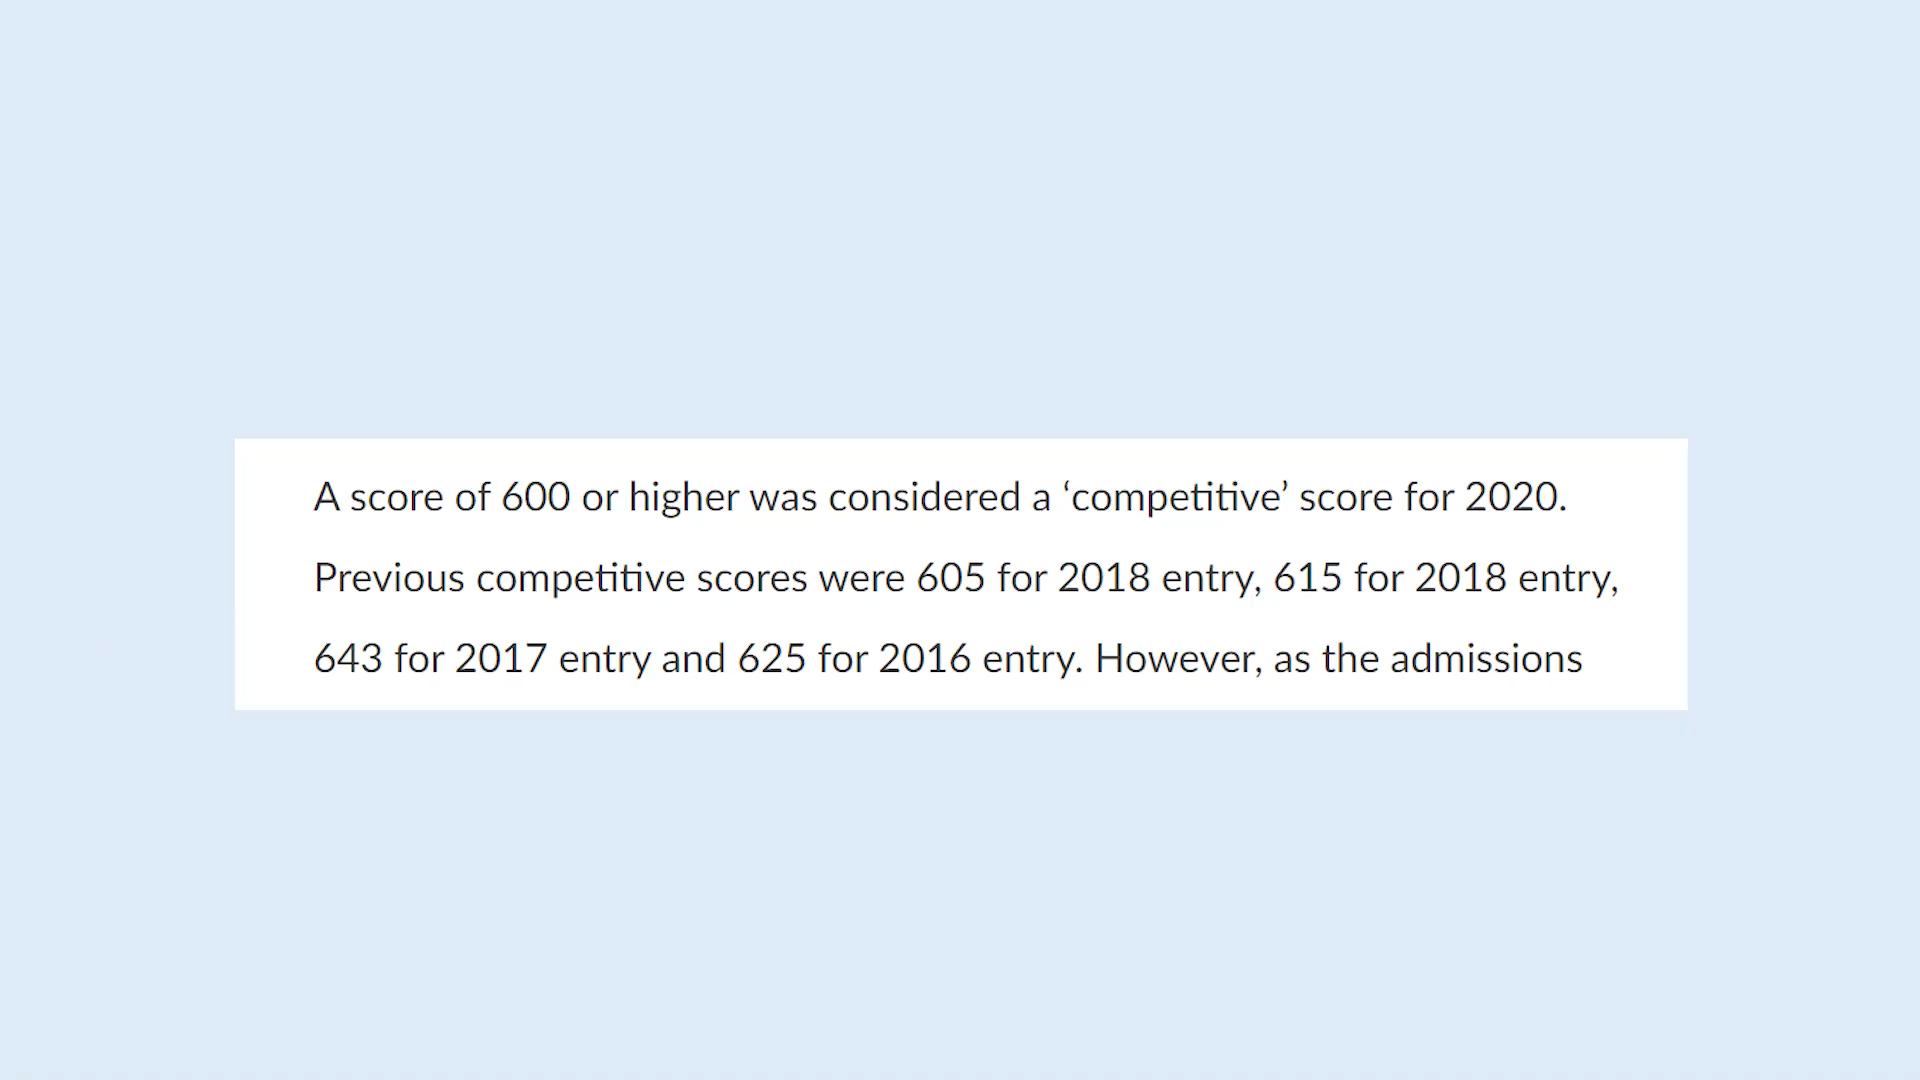 A score of 600 or higher was considered a ‘competitive’ score for 2020.
Previous competitive scores were 605 for 2018 entry, 615 for 2018 entry,
643 for 2017 entry and 625 for 2016 entry. However, as the admissions